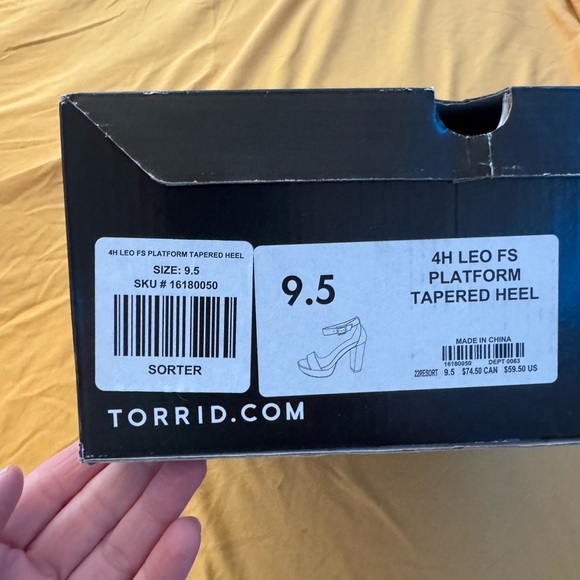 4H LEO FS PLATFORM TAPERED HEEL
SIZE: 9.5
SKU # 16180050
SORTER
9.5
4H LEO FS
PLATFORM
TAPERED HEEL
MADE IN CHINA
16180050 DEPT 0063
22RESORT 9.5 $74.50 CAN $59.50 US
TORRID.COM